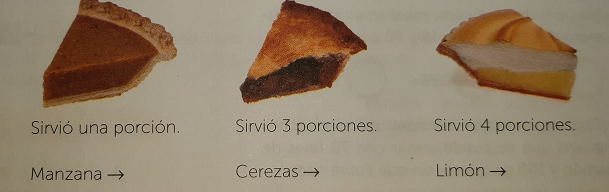 Sirvió una porción.
Sirvió 3 porciones.
Sirvió 4 porciones.
Manzana →
Cerezas →
Limón →